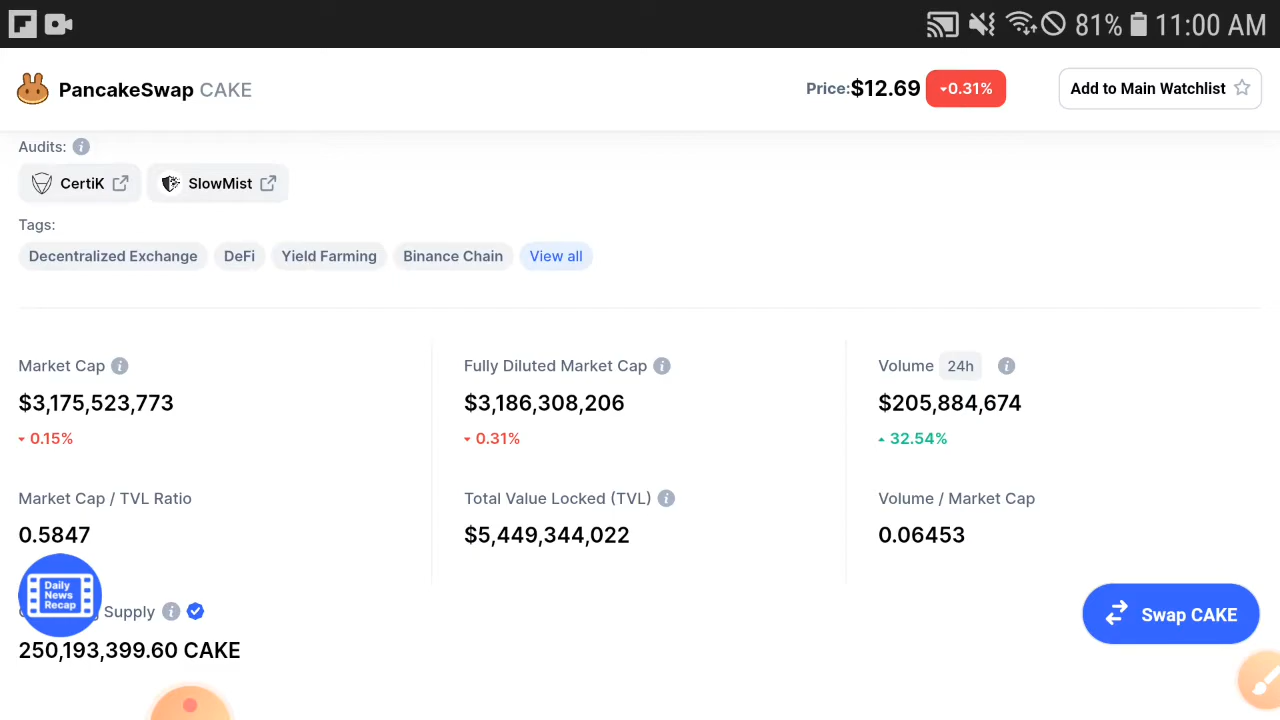 81% 11:00 AM
PancakeSwap CAKE Price:$12.69 0.31% Add to Main Watchlist
Audits:
CertiK SlowMist
Tags:
Decentralized Exchange DeFi Yield Farming Binance Chain View all
Market Cap Fully Diluted Market Cap Volume 24h
$3,175,523,773 $3,186,308,206 $205,884,674
0.15% 0.31% 32.54%
Market Cap / TVL Ratio Total Value Locked (TVL) Volume / Market Cap
0.5847 $5,449,344,022 0.06453
Daily
News
Recap
Supply
Swap CAKE
250,193,399.60 CAKE